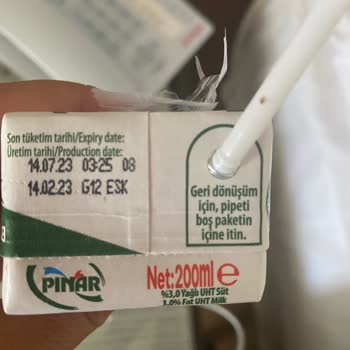 Son tüketim tarihi/Expiry date:
Üretim tarihi/Production date:
14.07.23 03:25 08
14.02.23 G12 ESK
Geri dönüşüm
için, pipeti
boş paketin
içine itin.
PINAR
Net:200ml e
%3,0 Yağlı UHT Süt
3.0% Fat UHT Milk